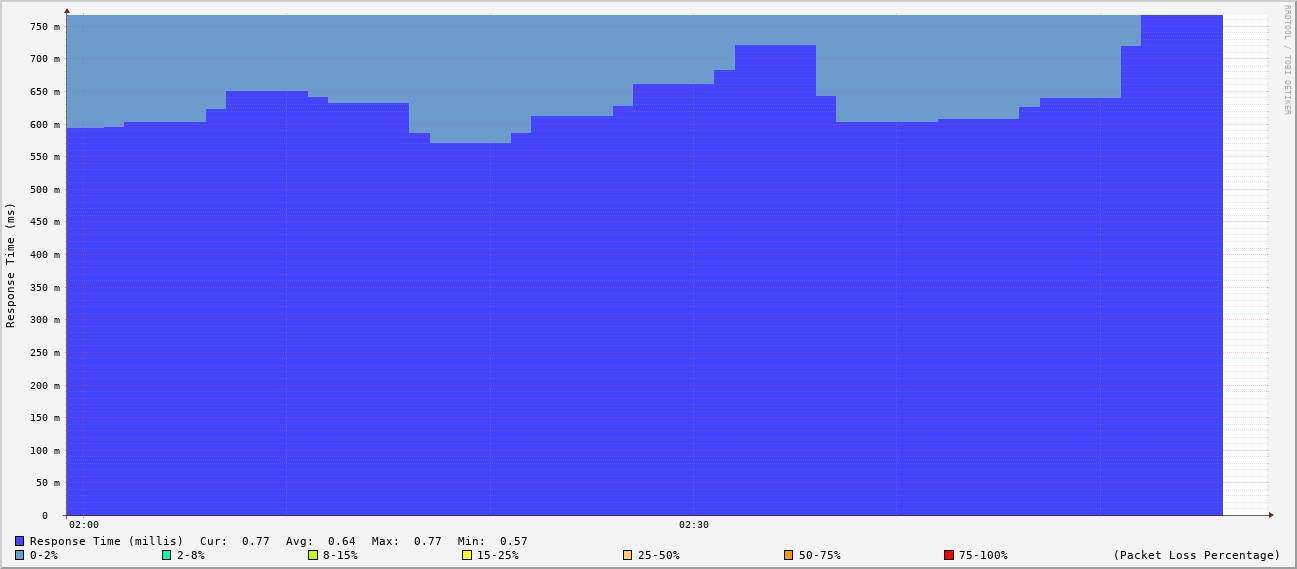 RRDTOOL / TOBI OETIKER
Response Time (ms)
750 m
700 m
650 m
600 m
550 m
500 m
450 m
400 m
350 m
300 m
250 m
200 m
150 m
100 m
50 m
0
02:00 02:30
Response Time (millis) Cur: 0.77 Avg: 0.64 Max: 0.77 Min: 0.57
0-2% 2-8% 8-15% 15-25% 25-50% 50-75% 75-100% (Packet Loss Percentage)